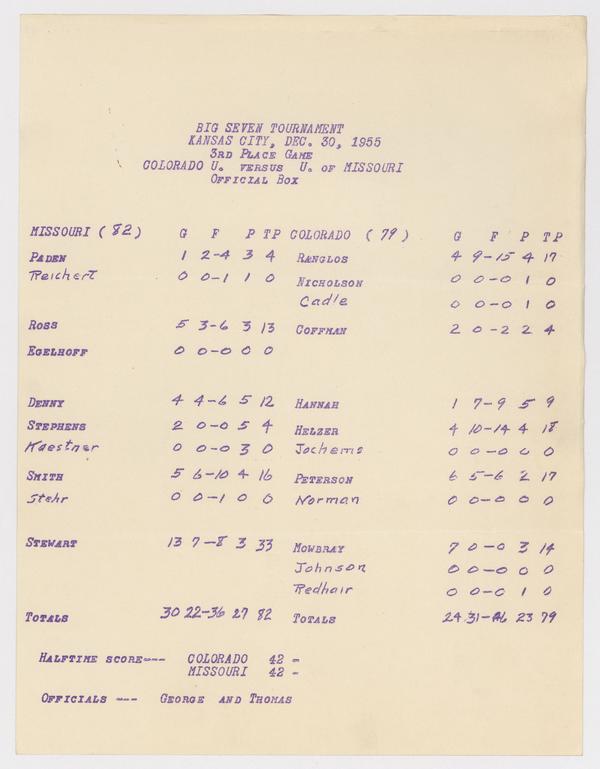 BIG SEVEN TOURNAMENT
KANSAS CITY, DEC. 30, 1955
3RD PLACE GAME
COLORADO U. VERSUS U. OF MISSOURI
OFFICIAL BOX
MISSOURI (82) G F P TP COLORADO (79) G F P TP
PADEN 1 2-4 3 4 RANGLOS 4 9-15 4 17
Reichert 0 0-1 1 0 NICHOLSON 0 0-0 1 0
Cadle 0 0-0 1 0
ROSS 5 3-6 3 13 COFFMAN 2 0-2 2 4
EGELHOFF 0 0-0 0 0
DENNY 4 4-6 5 12 HANNAH 1 7-9 5 9
STEPHENS 2 0-0 5 4 HELZER 4 10-14 4 18
Kaestner 0 0-0 3 0 Jochems 0 0-0 0 0
SMITH 5 6-10 4 16 PETERSON 6 5-6 2 17
Stehr 0 0-1 0 0 Norman 0 0-0 0 0
STEWART 13 7-8 3 33 MOWBRAY 7 0-0 3 14
Johnson 0 0-0 0 0
Redhair 0 0-0 1 0
TOTALS 30 22-36 27 82 TOTALS 24 31-46 23 79
HALFTIME SCORE--- COLORADO 42 -
MISSOURI 42 -
OFFICIALS --- GEORGE AND THOMAS